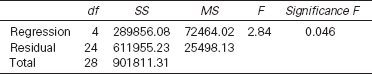 df SS MS F Significance F
Regression 4 289856.08 72464.02 2.84 0.046
Residual 24 611955.23 25498.13
Total 28 901811.31